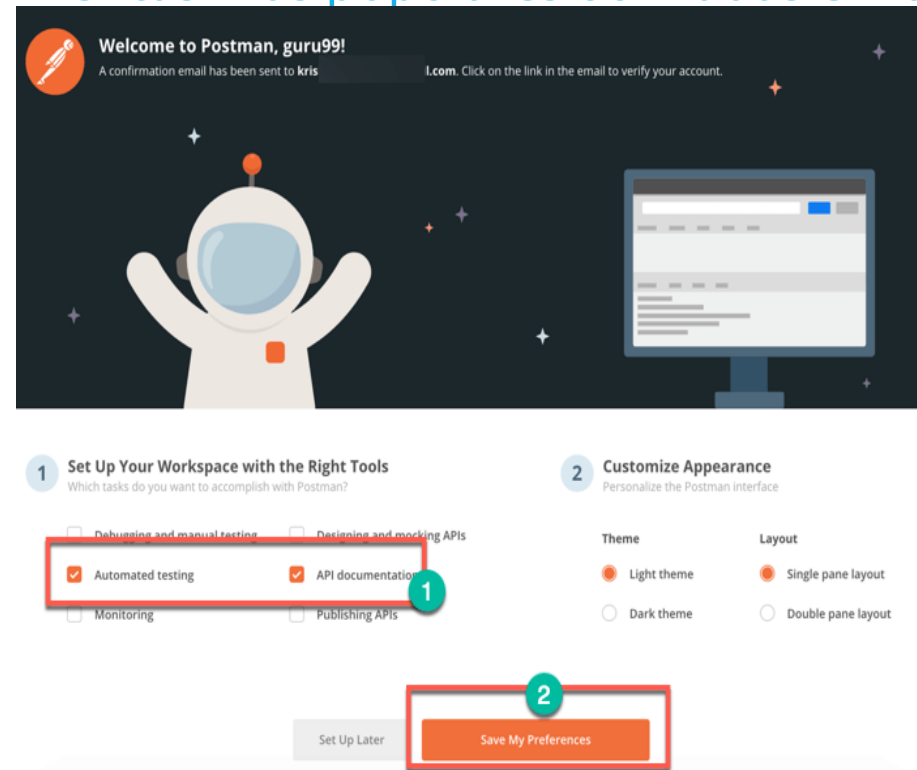 Welcome to Postman, guru99!
A confirmation email has been sent to kris l.com. Click on the link in the email to verify your account.
1 Set Up Your Workspace with the Right Tools
Which tasks do you want to accomplish with Postman?
2 Customize Appearance
Personalize the Postman interface
Debugging and manual testing Designing and mocking APIs
Theme Layout
Automated testing API documentation
1
Light theme Single pane layout
Monitoring Publishing APIs
Dark theme Double pane layout
2
Set Up Later Save My Preferences